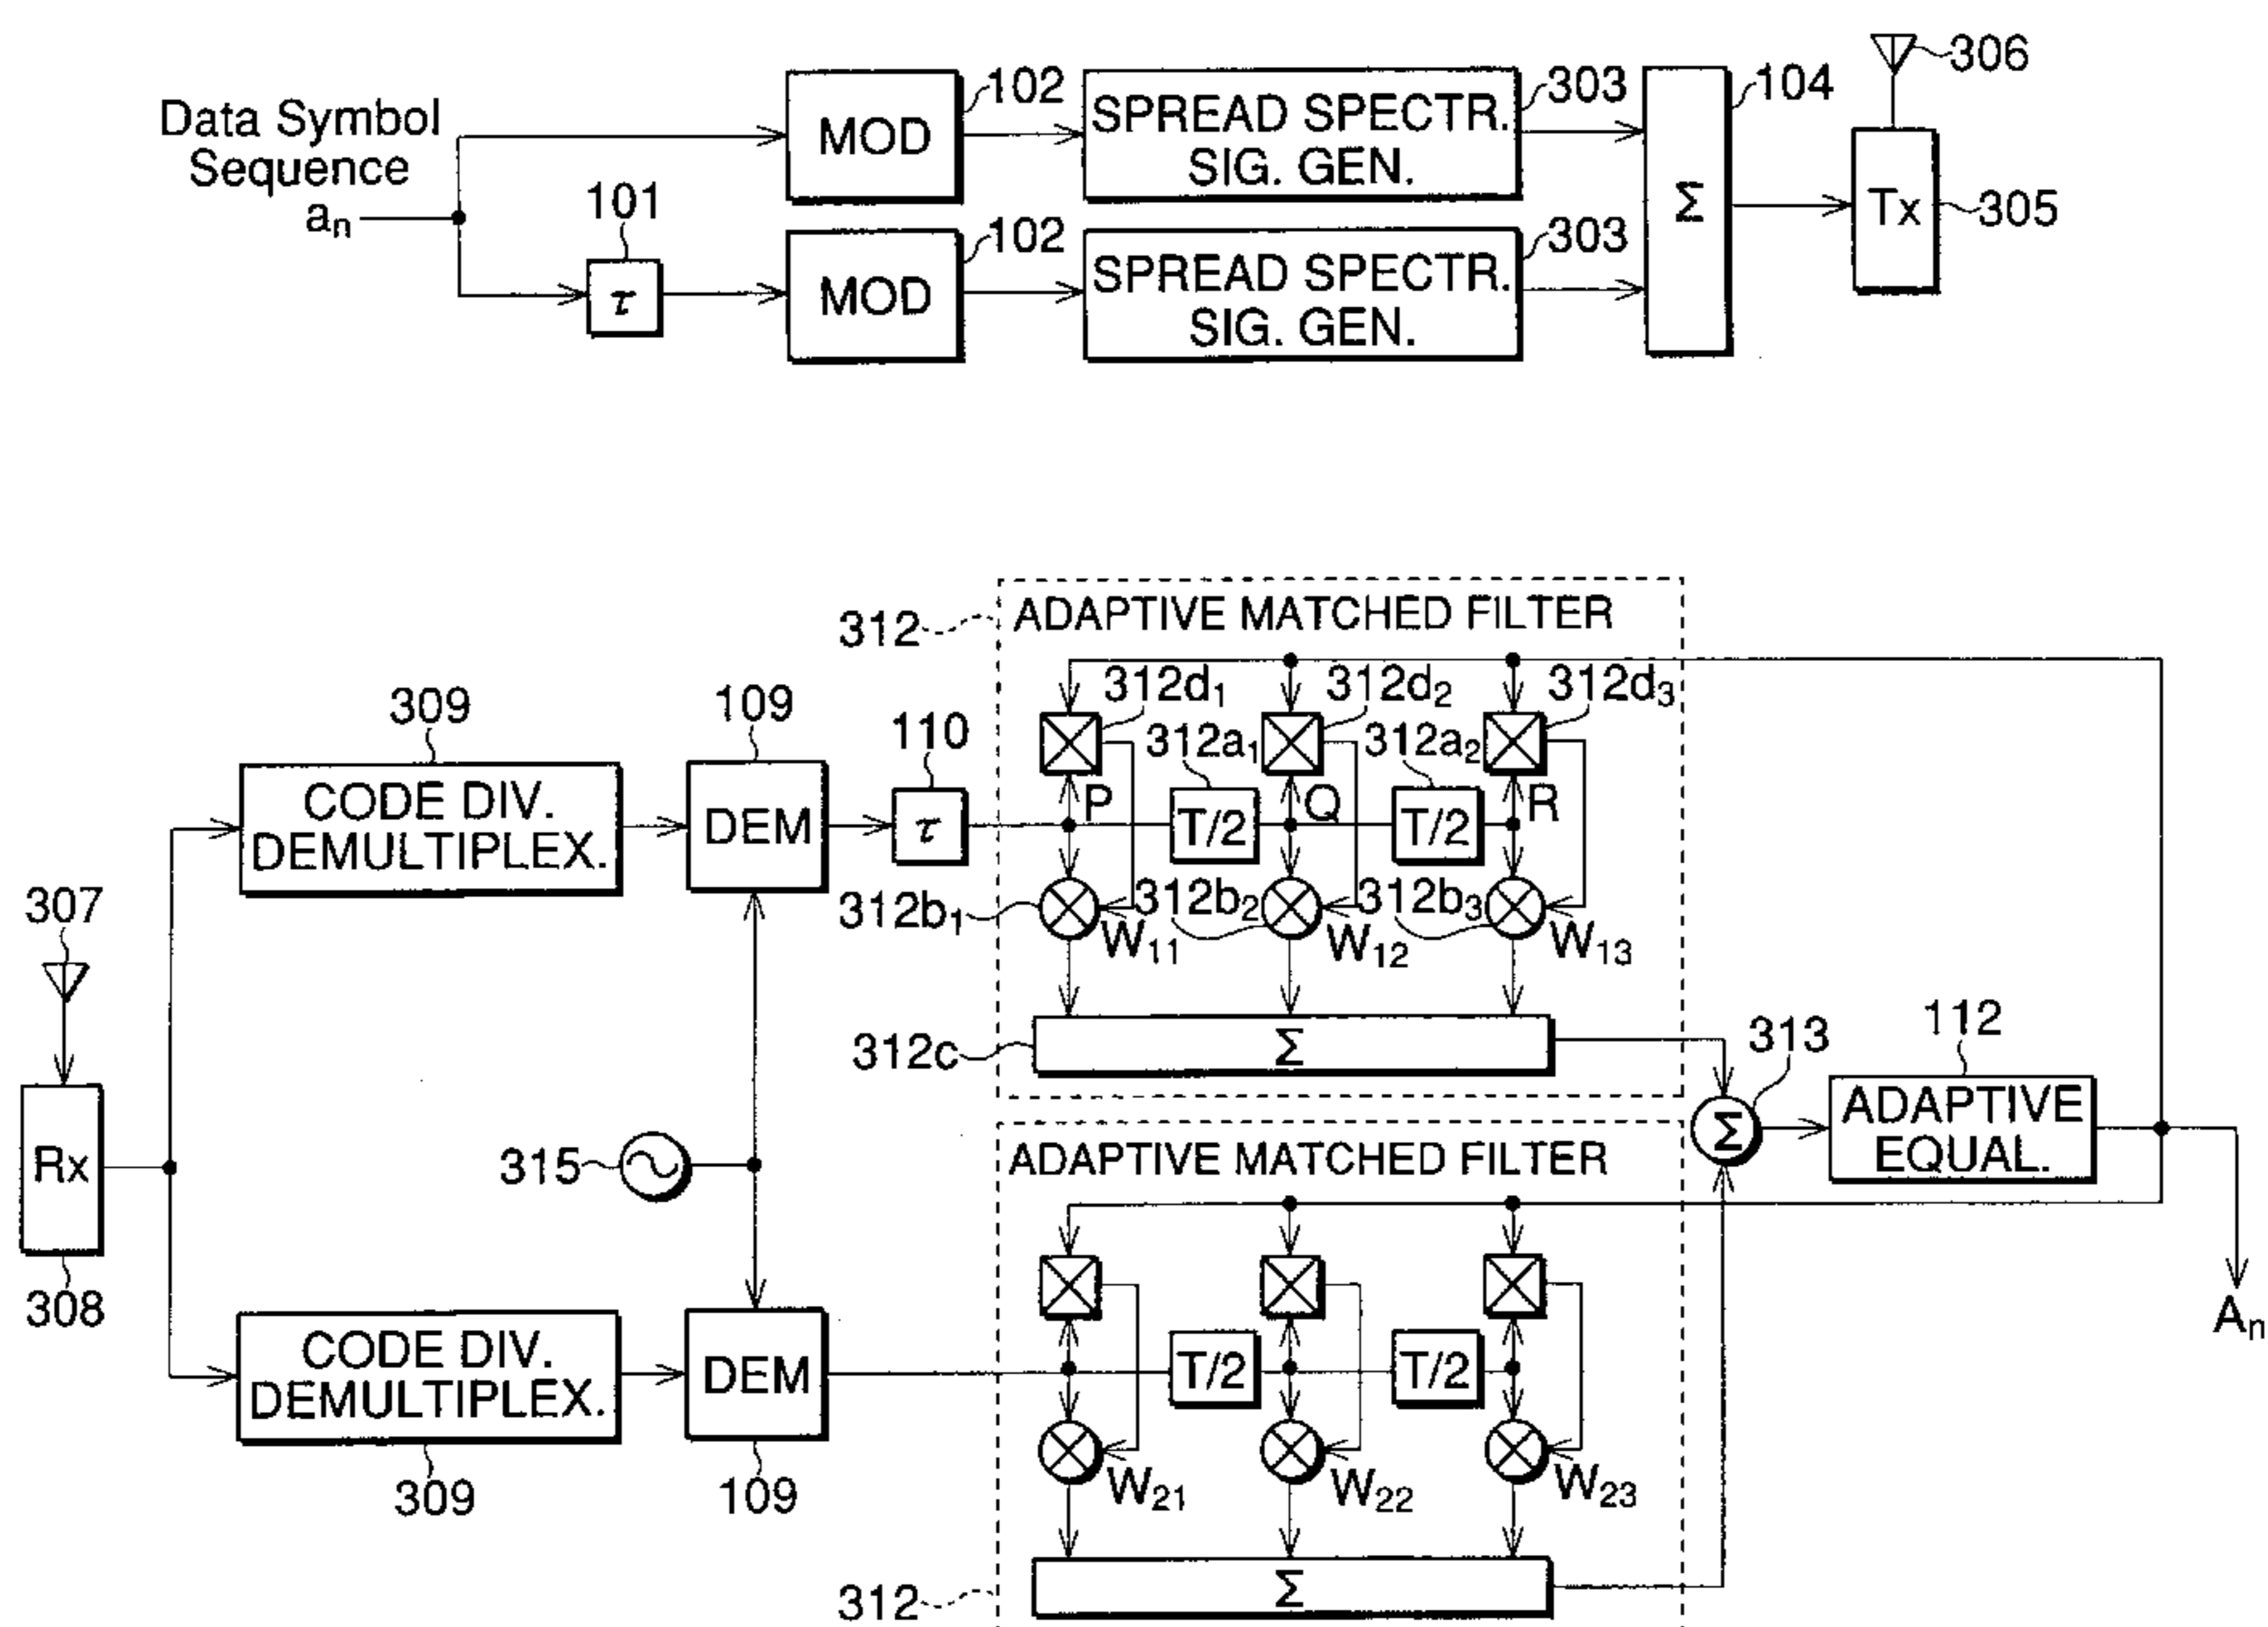 306
102
303
104
Data Symbol
Sequence
an
MOD
SPREAD SPECTR.
SIG. GEN.
Σ
Tx
305
101
τ
102
303
MOD
SPREAD SPECTR.
SIG. GEN.
312
ADAPTIVE MATCHED FILTER
309
109
110
312d1
312d2
312d3
312a1
312a2
CODE DIV.
DEMULTIPLEX.
DEM
τ
P
T/2
Q
T/2
R
307
312b1
312b2
312b3
W11
W12
W13
312c
Σ
313
112
Rx
308
315
Σ
ADAPTIVE
EQUAL.
ADAPTIVE MATCHED FILTER
An
CODE DIV.
DEMULTIPLEX.
DEM
T/2
T/2
309
109
W21
W22
W23
312
Σ